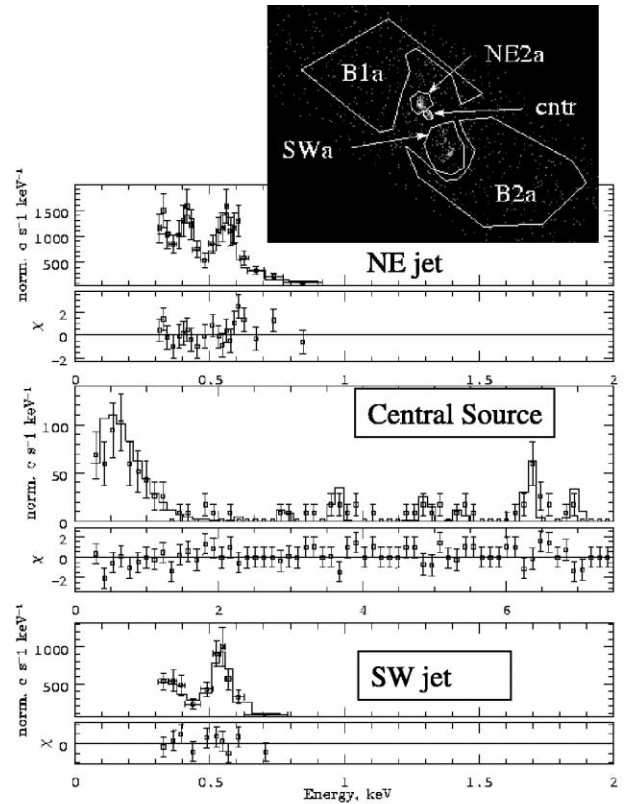 NE2a
B1a
cntr
SWa
B2a
norm. c s⁻¹ keV⁻¹
1500
1000
500
NE jet
χ
2
0
−2
0
0.5
1
1.5
2
Central Source
norm. c s⁻¹ keV⁻¹
100
50
0
χ
2
1
0
−2
0
2
4
6
SW jet
norm. c s⁻¹ keV⁻¹
1000
500
χ
0
0
0.5
1
1.5
2
Energy, keV